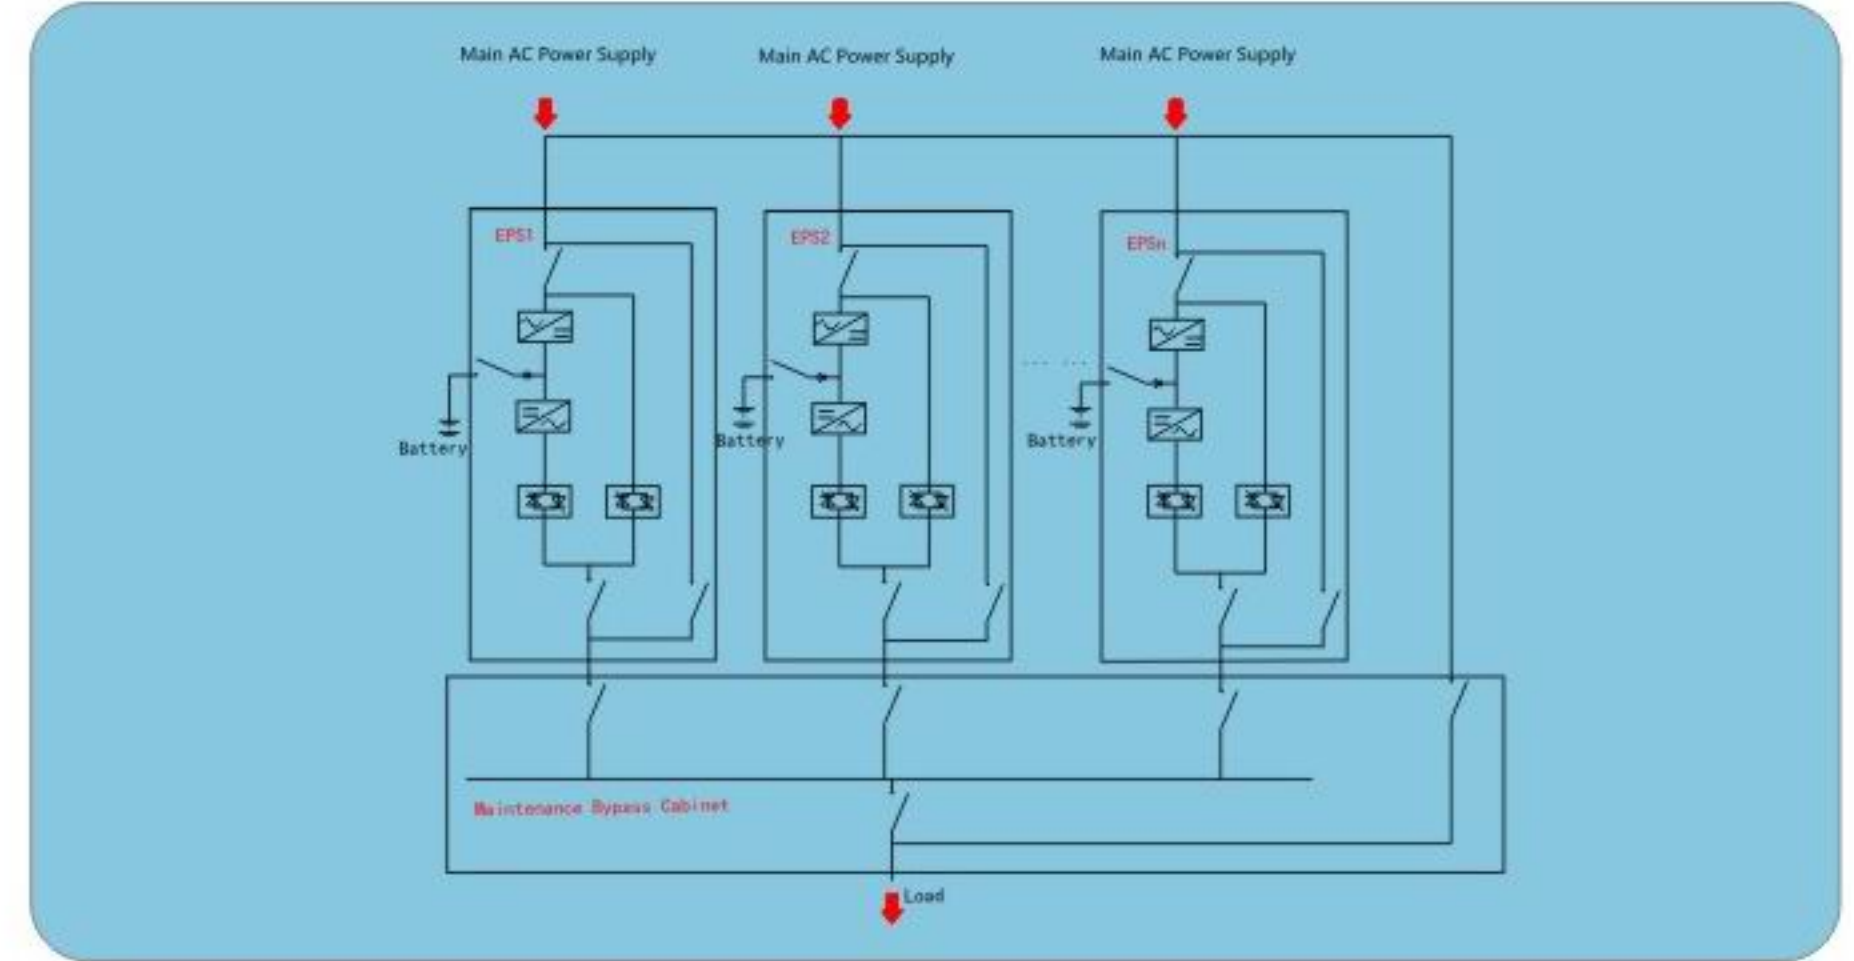 Main AC Power Supply
Main AC Power Supply
Main AC Power Supply
EPS1
EPS2
EPSn
... ...
Battery
Battery
Battery
Maintenance Bypass Cabinet
Load